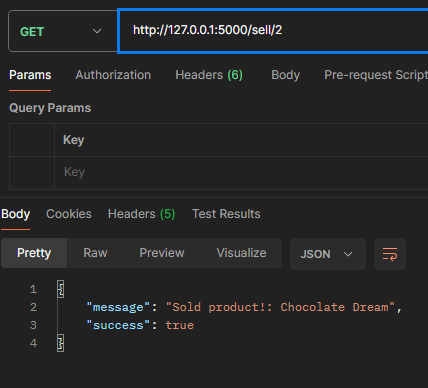 GET http://127.0.0.1:5000/sell/2
Params Authorization Headers (6) Body Pre-request Script
Query Params
Key
Key
Body Cookies Headers (5) Test Results
Pretty Raw Preview Visualize JSON
1 {
2 "message": "Sold product!: Chocolate Dream",
3 "success": true
4 }